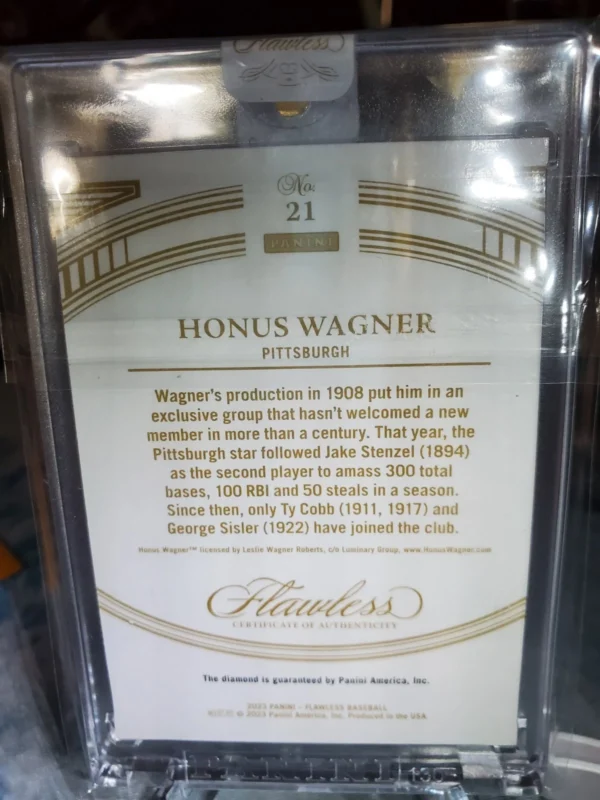 Flawless
No.
21
PANINI
HONUS WAGNER
PITTSBURGH
Wagner's production in 1908 put him in an
exclusive group that hasn't welcomed a new
member in more than a century. That year, the
Pittsburgh star followed Jake Stenzel (1894)
as the second player to amass 300 total
bases, 100 RBI and 50 steals in a season.
Since then, only Ty Cobb (1911, 1917) and
George Sisler (1922) have joined the club.
Honus Wagner™ licensed by Leslie Wagner Roberts, c/o Luminary Group, www.HonusWagner.com
Flawless
CERTIFICATE OF AUTHENTICITY
The diamond is guaranteed by Panini America, Inc.
2023 PANINI - FLAWLESS BASEBALL
© 2023 Panini America, Inc. Produced in the USA.
PANINI 130